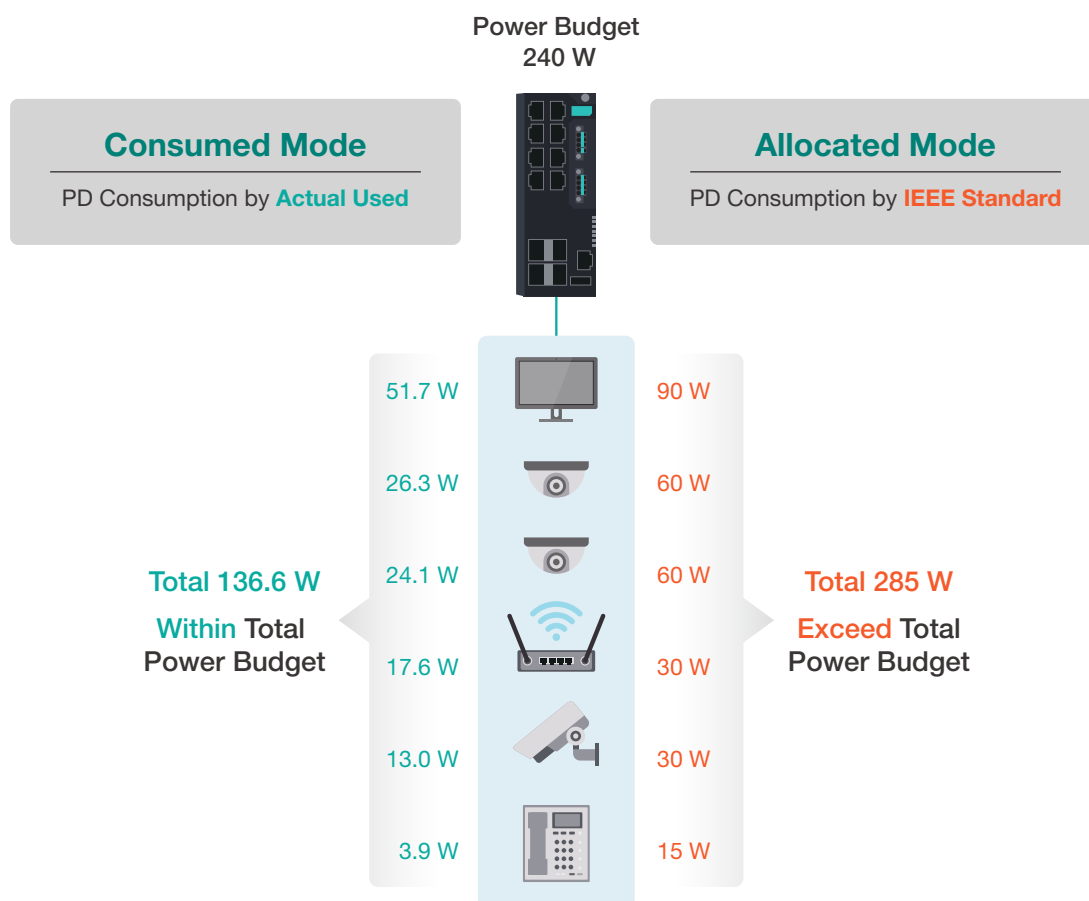 Power Budget
240 W
Consumed Mode
PD Consumption by Actual Used
Allocated Mode
PD Consumption by IEEE Standard
51.7 W
90 W
26.3 W
60 W
24.1 W
60 W
17.6 W
30 W
13.0 W
30 W
3.9 W
15 W
Total 136.6 W
Within Total
Power Budget
Total 285 W
Exceed Total
Power Budget